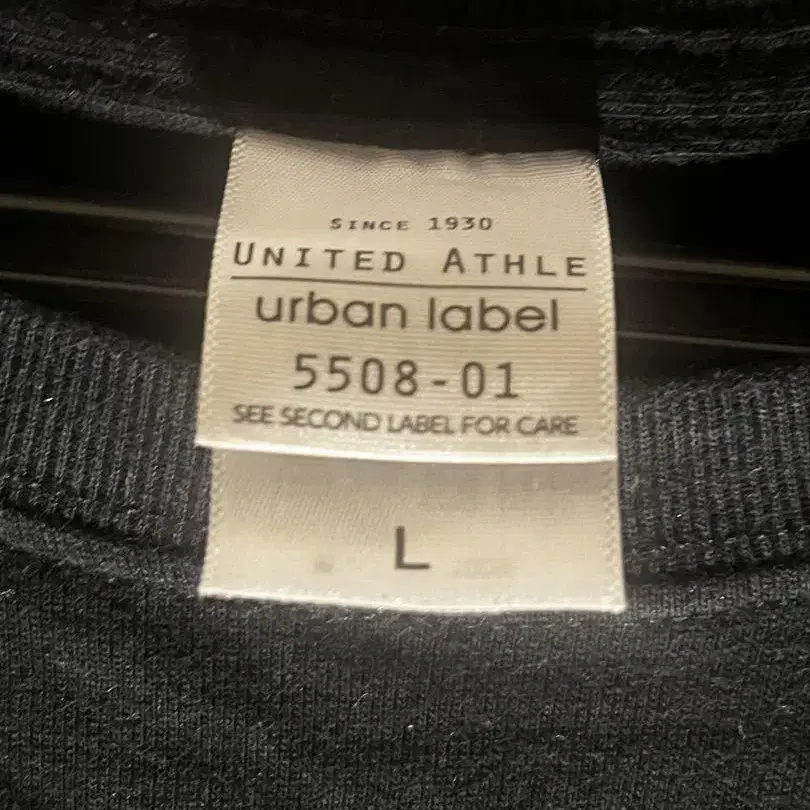 SINCE 1930
UNITED ATHLE
urban label
5508-01
SEE SECOND LABEL FOR CARE
L